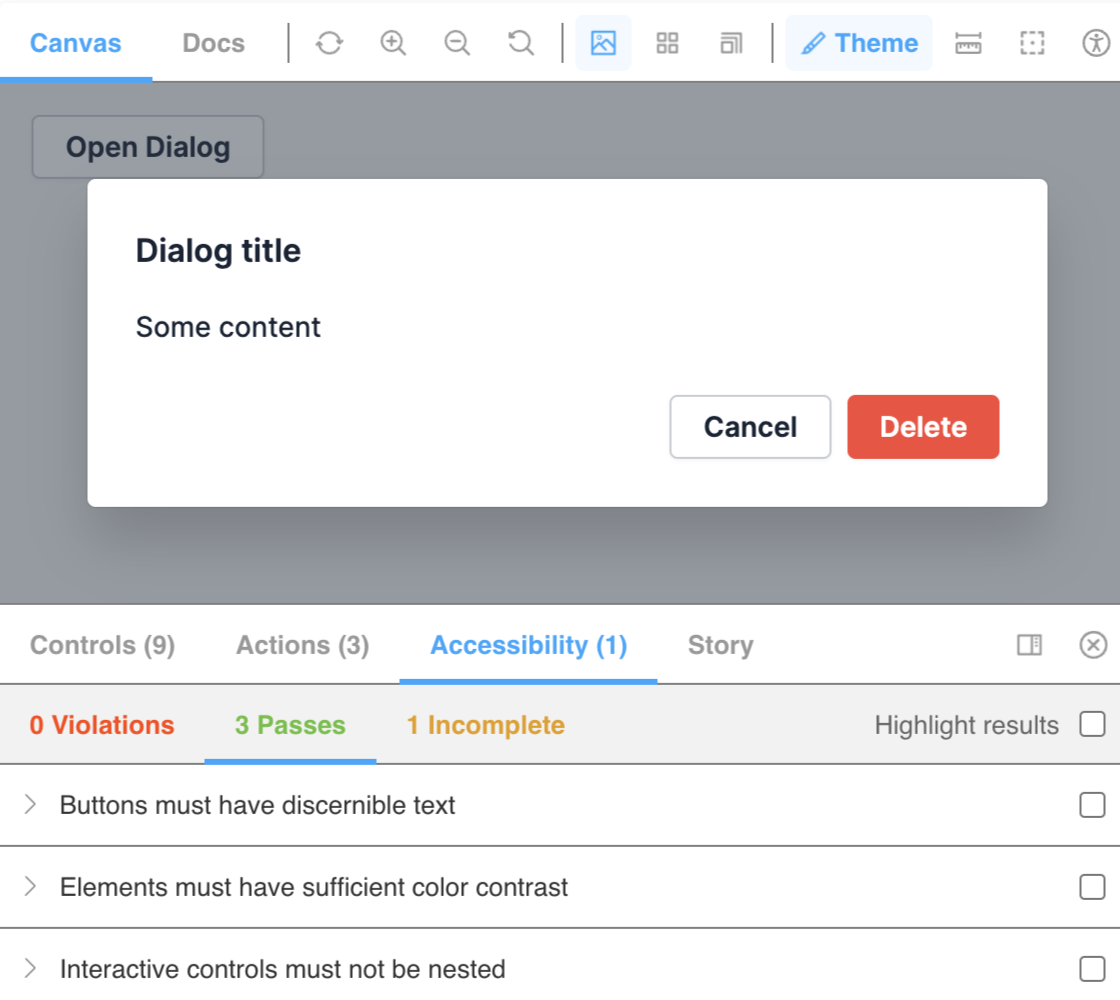 Canvas Docs Theme
Open Dialog
Dialog title
Some content
Cancel Delete
Controls (9) Actions (3) Accessibility (1) Story
0 Violations 3 Passes 1 Incomplete Highlight results
Buttons must have discernible text
Elements must have sufficient color contrast
Interactive controls must not be nested